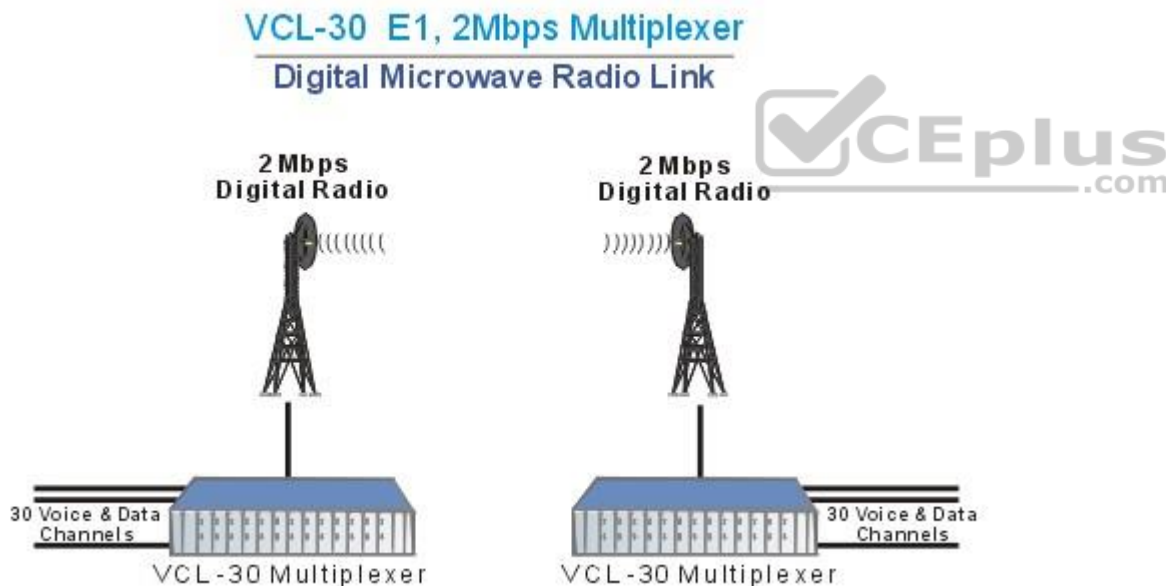 VCL-30 E1, 2Mbps Multiplexer
Digital Microwave Radio Link
VCEplus
.com
2 Mbps
Digital Radio
2 Mbps
Digital Radio
30 Voice & Data
Channels
30 Voice & Data
Channels
VCL-30 Multiplexer
VCL-30 Multiplexer